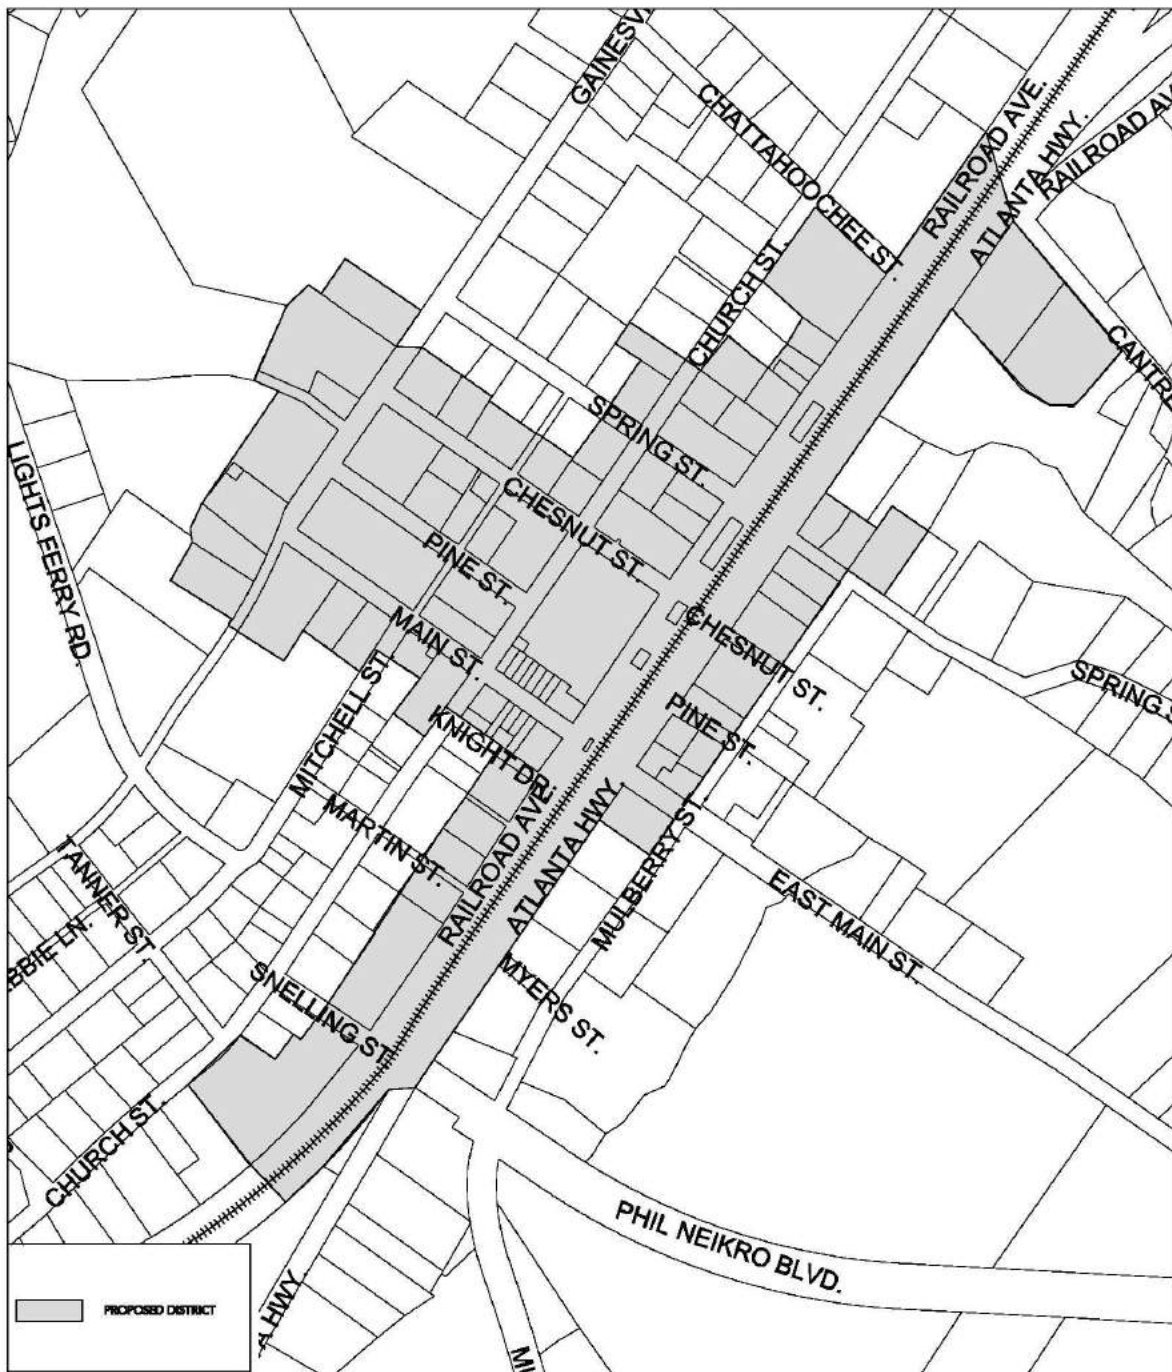 GAINESV
CHATTAHOOCHEE ST.
RAILROAD AVE.
ATLANTA HWY.
RAILROAD AV
CHURCH ST.
CANTRE
SPRING ST.
LIGHTS FERRY RD.
CHESNUT ST.
PINE ST.
MAIN ST.
CHESNUT ST.
SPRING S
MITCHELL ST.
KNIGHT DR.
PINE ST.
MARTIN ST.
RAILROAD AVE.
ATLANTA HWY
MULBERRY ST.
TANNER ST.
EAST MAIN ST.
BBIE LN.
SNELLING ST.
MYERS ST.
CHURCH ST.
PHIL NEIKRO BLVD.
A HWY.
PROPOSED DISTRICT